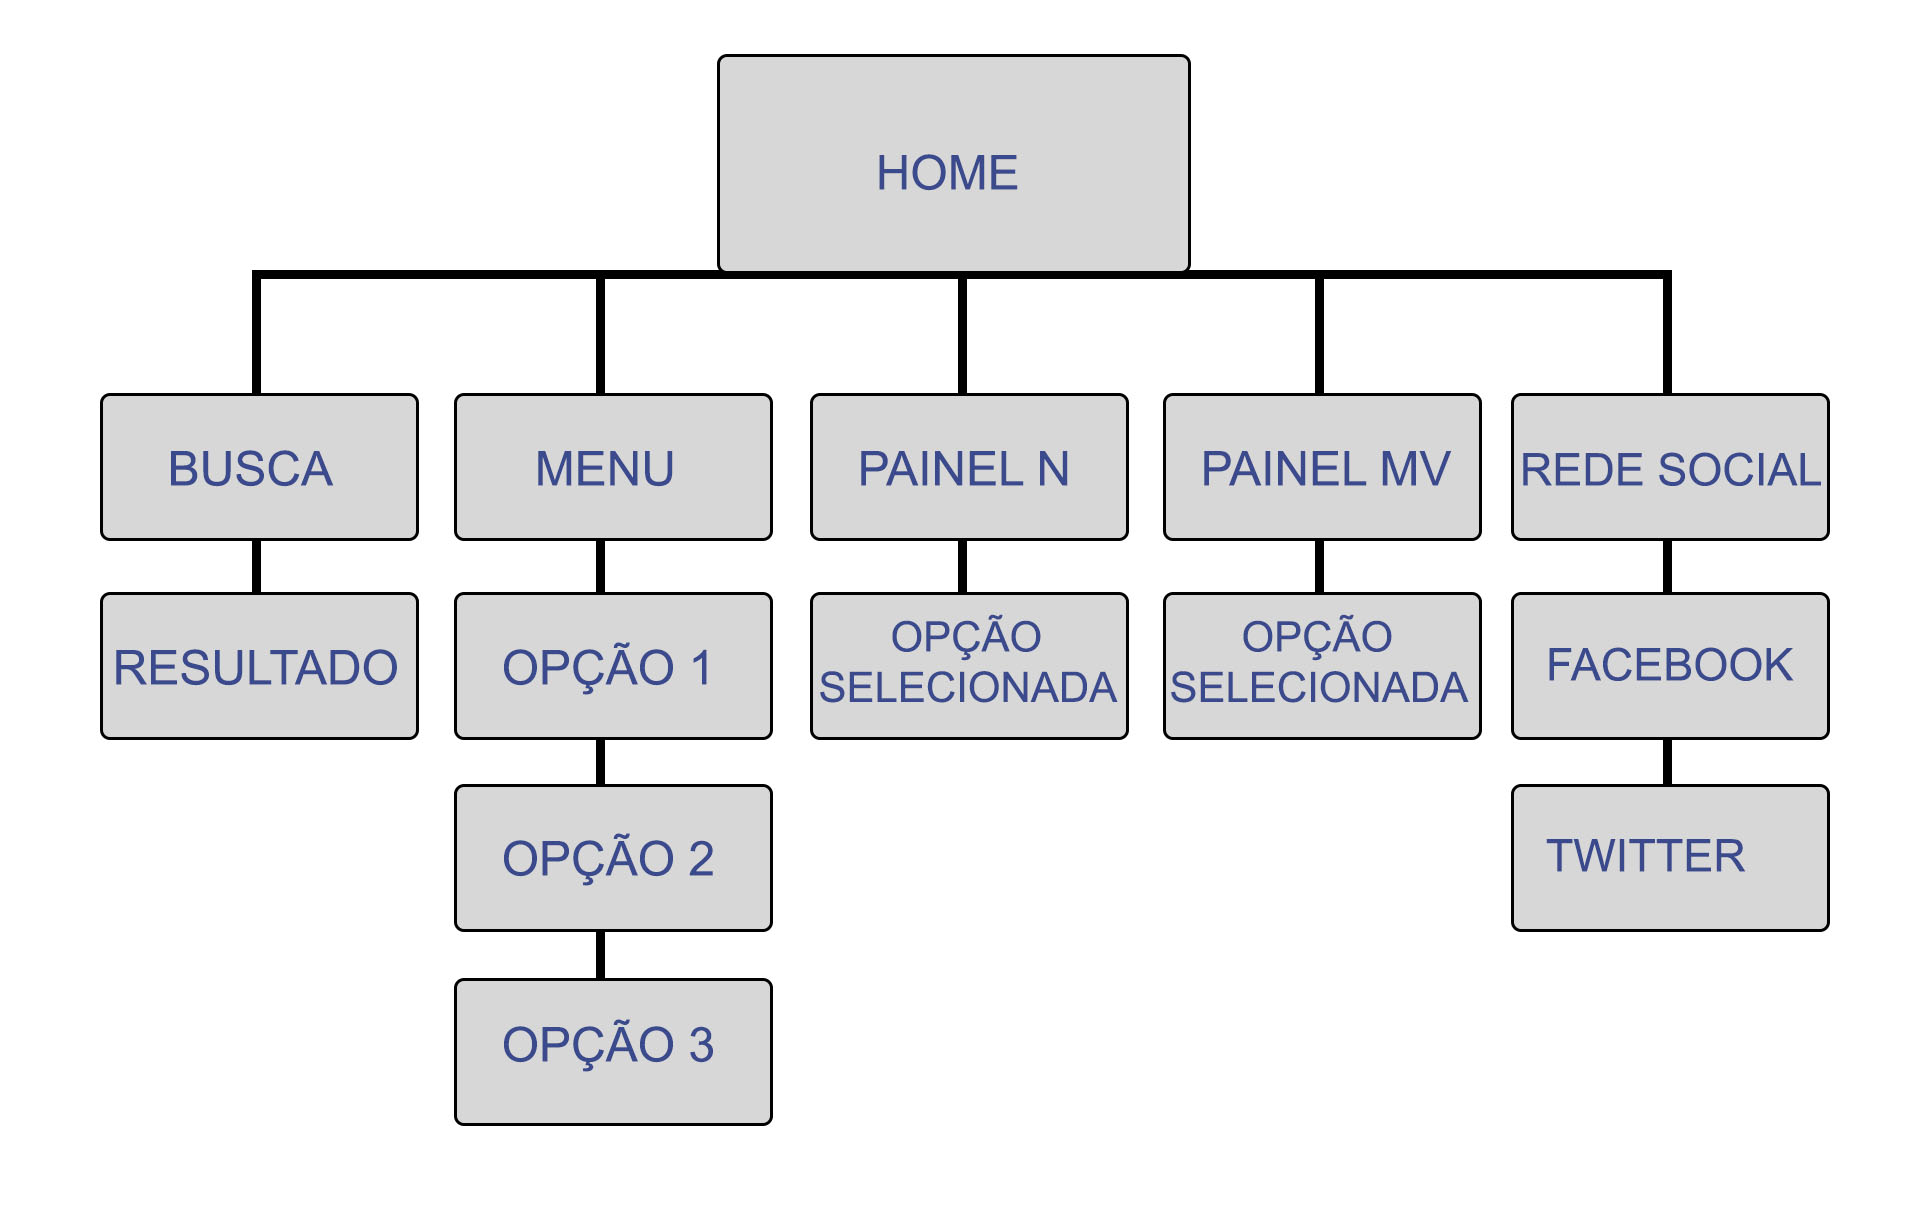 HOME
BUSCA
MENU
PAINEL N
PAINEL MV
REDE SOCIAL
RESULTADO
OPÇÃO 1
OPÇÃO
SELECIONADA
OPÇÃO
SELECIONADA
FACEBOOK
OPÇÃO 2
TWITTER
OPÇÃO 3